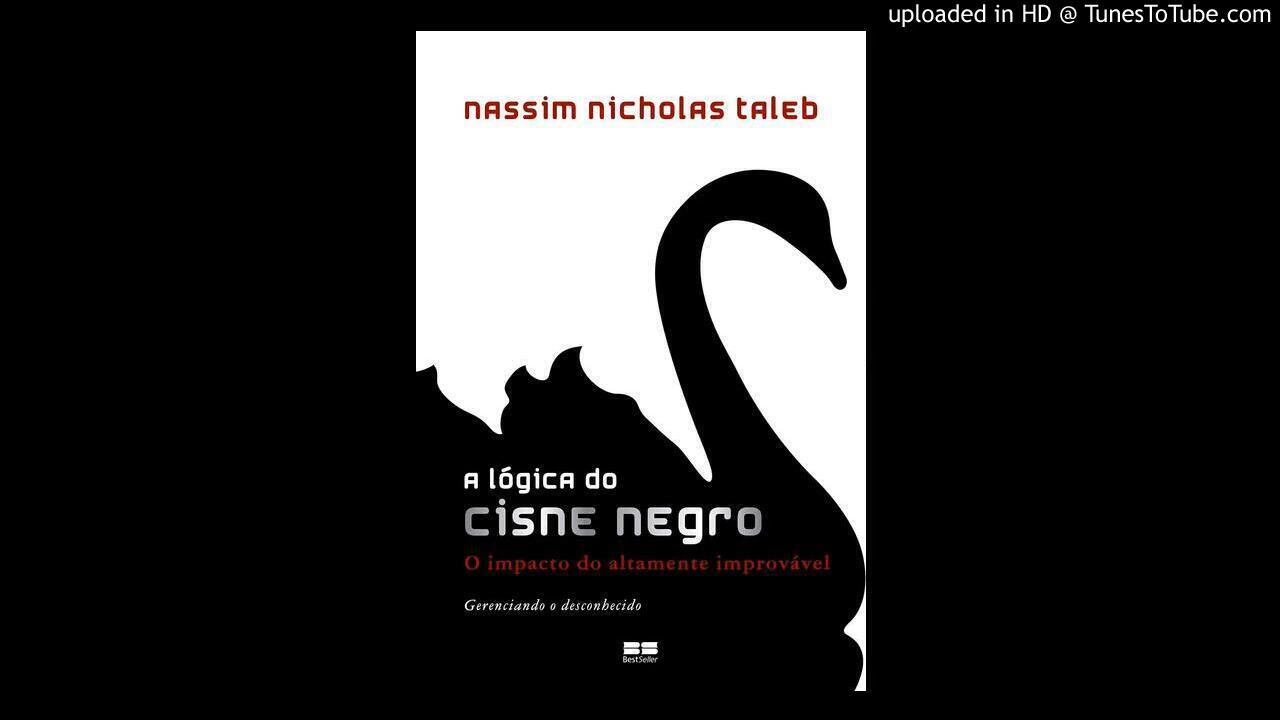 uploaded in HD @ TunesToTube.com
nassim nicholas taleb
a lógica do
cisne negro
O impacto do altamente improvável
Gerenciando o desconhecido
BS
BestSeller